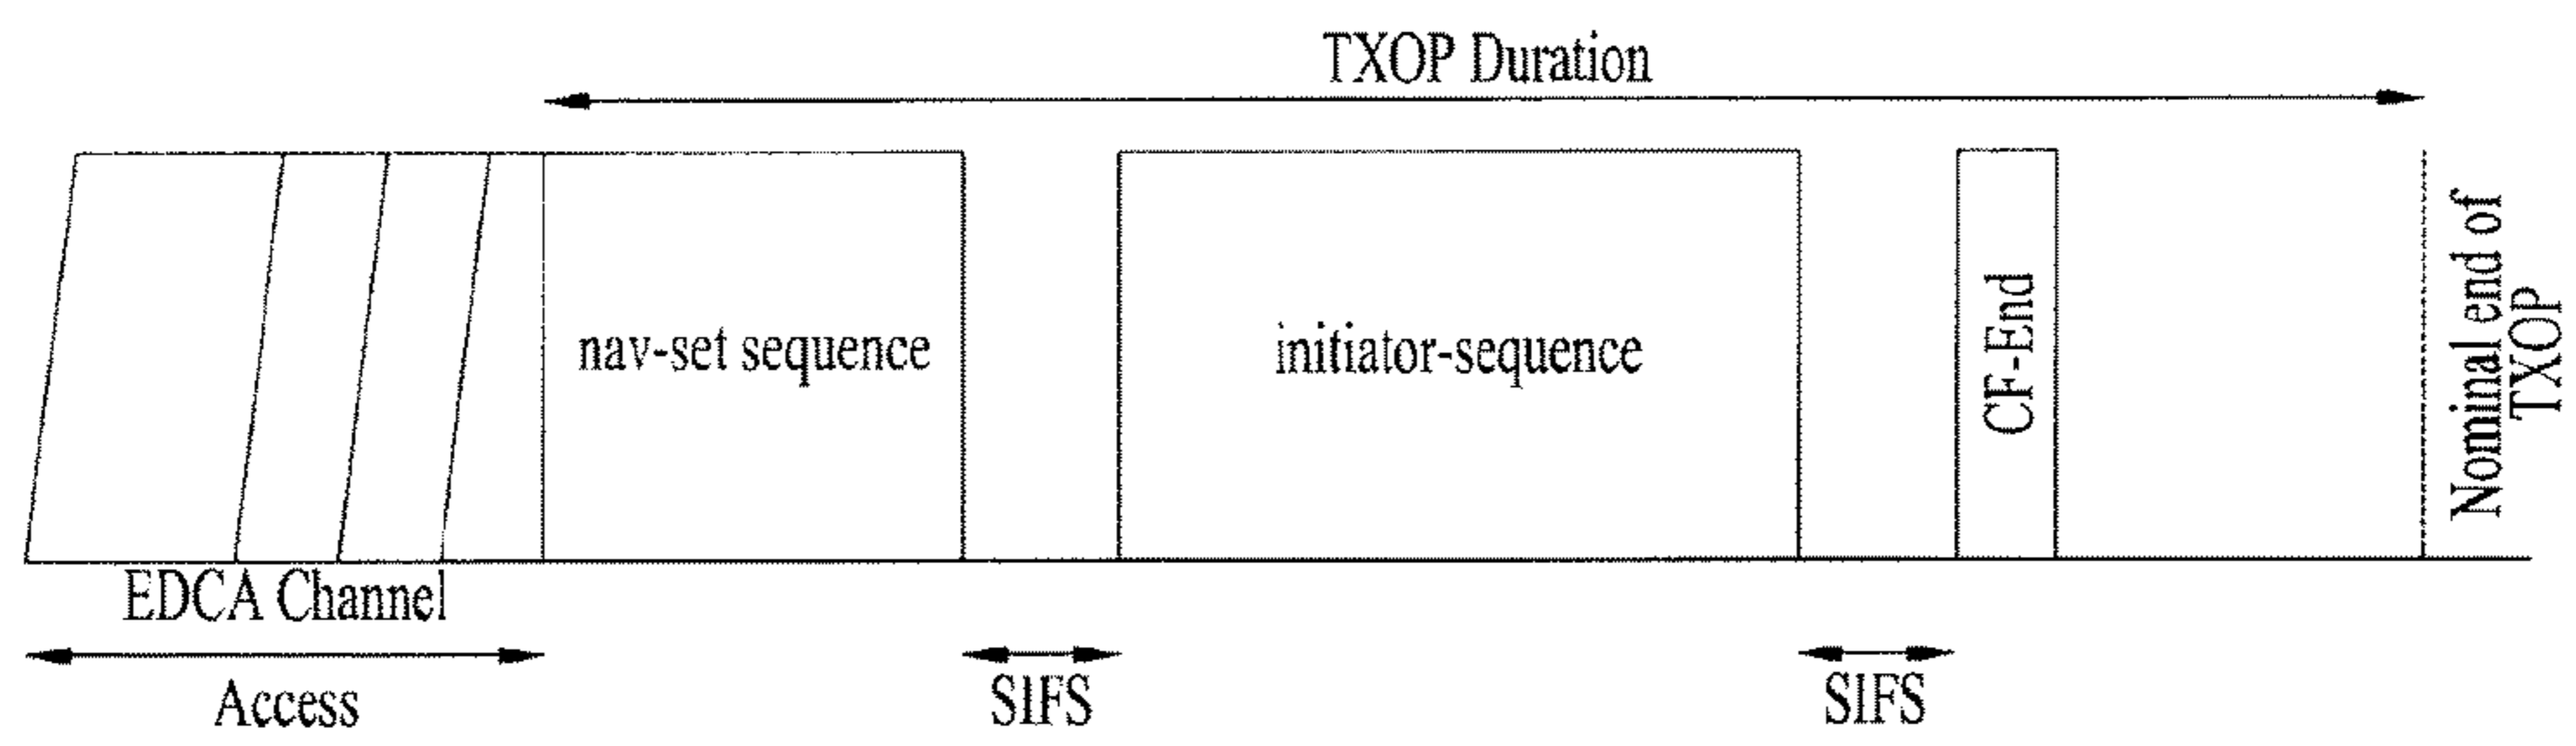 TXOP Duration
nav-set sequence
initiator-sequence
CF-End
Nominal end of
TXOP
EDCA Channel
Access
SIFS
SIFS